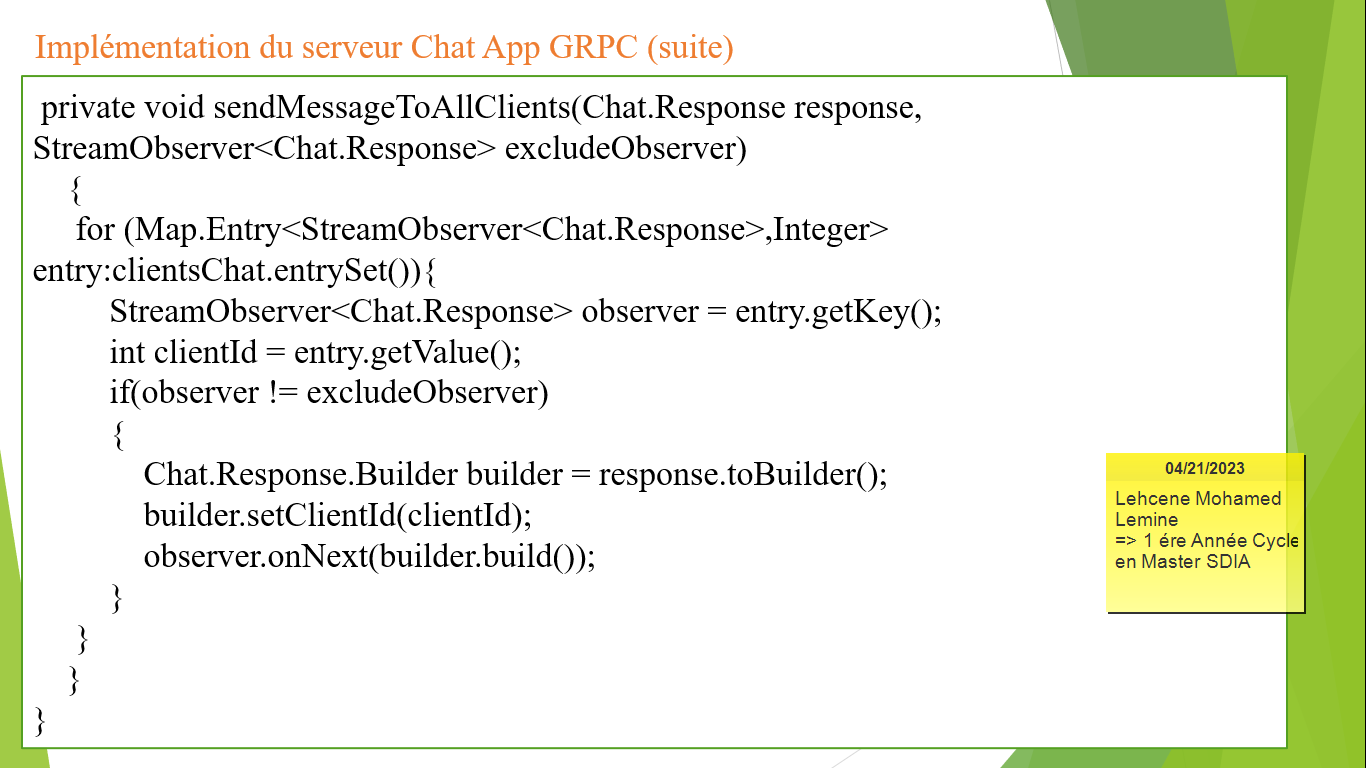 Implémentation du serveur Chat App GRPC (suite)
private void sendMessageToAllClients(Chat.Response response,
StreamObserver<Chat.Response> excludeObserver)
{
for (Map.Entry<StreamObserver<Chat.Response>,Integer>
entry:clientsChat.entrySet()){
StreamObserver<Chat.Response> observer = entry.getKey();
int clientId = entry.getValue();
if(observer != excludeObserver)
{
Chat.Response.Builder builder = response.toBuilder();
builder.setClientId(clientId);
observer.onNext(builder.build());
}
}
}
}
04/21/2023
Lehcene Mohamed
Lemine
=> 1 ére Année Cycle
en Master SDIA